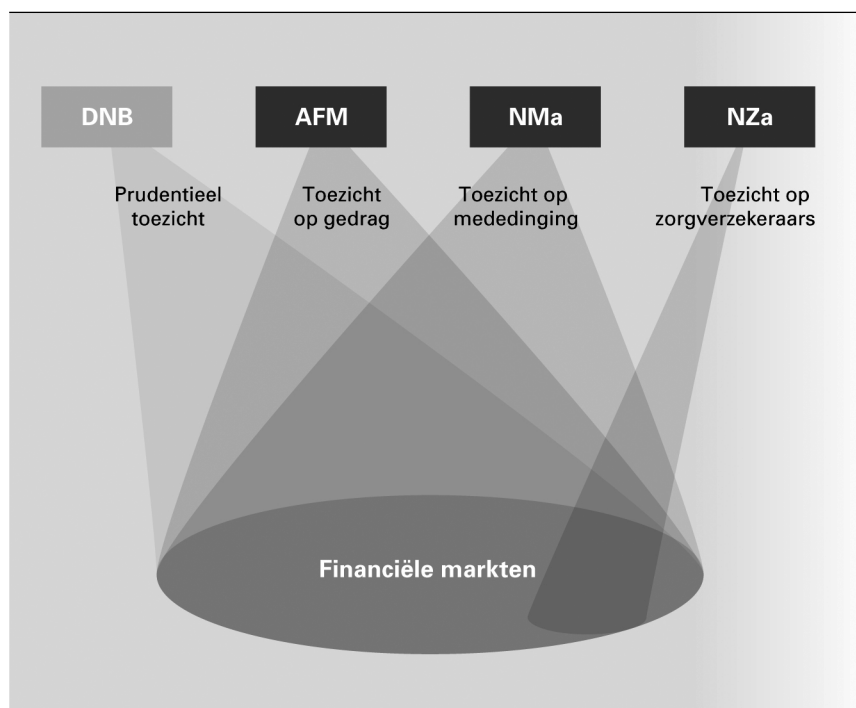 DNB
AFM
NMa
NZa
Prudentieel
toezicht
Toezicht
op gedrag
Toezicht op
mededinging
Toezicht op
zorgverzekeraars
Financiële markten